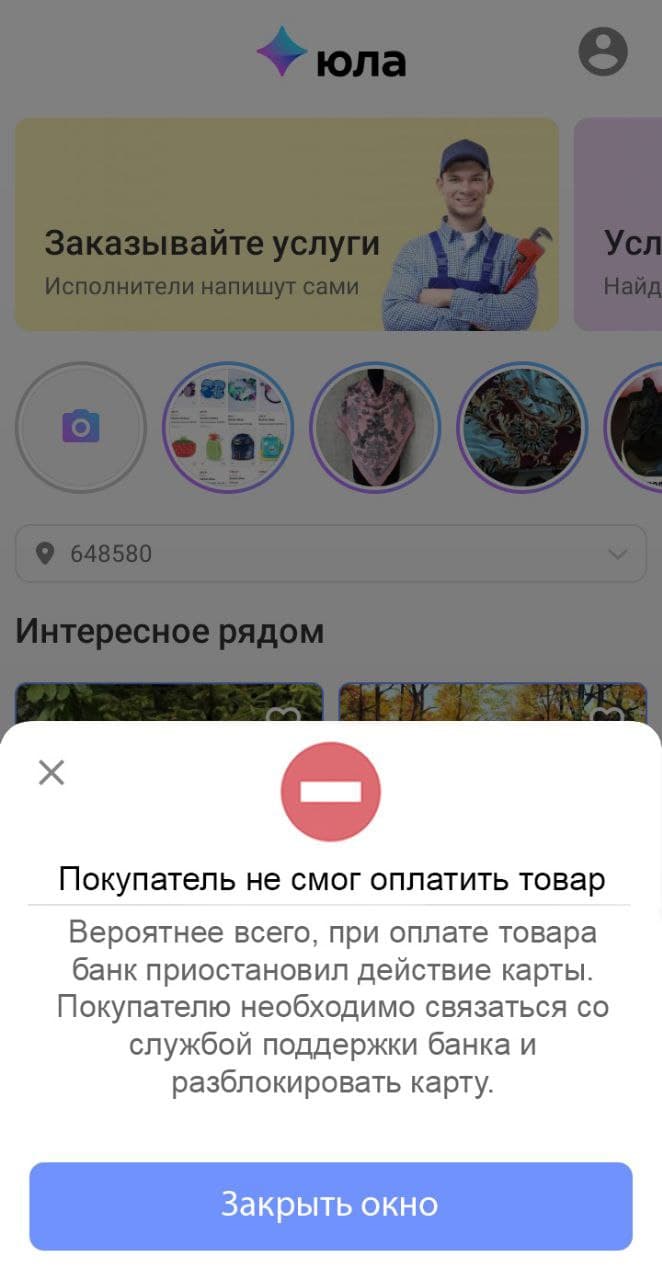 юла
Заказывайте услуги
Исполнители напишут сами
Усл
Найд
648580
Интересное рядом
Покупатель не смог оплатить товар
Вероятнее всего, при оплате товара
банк приостановил действие карты.
Покупателю необходимо связаться со
службой поддержки банка и
разблокировать карту.
Закрыть окно